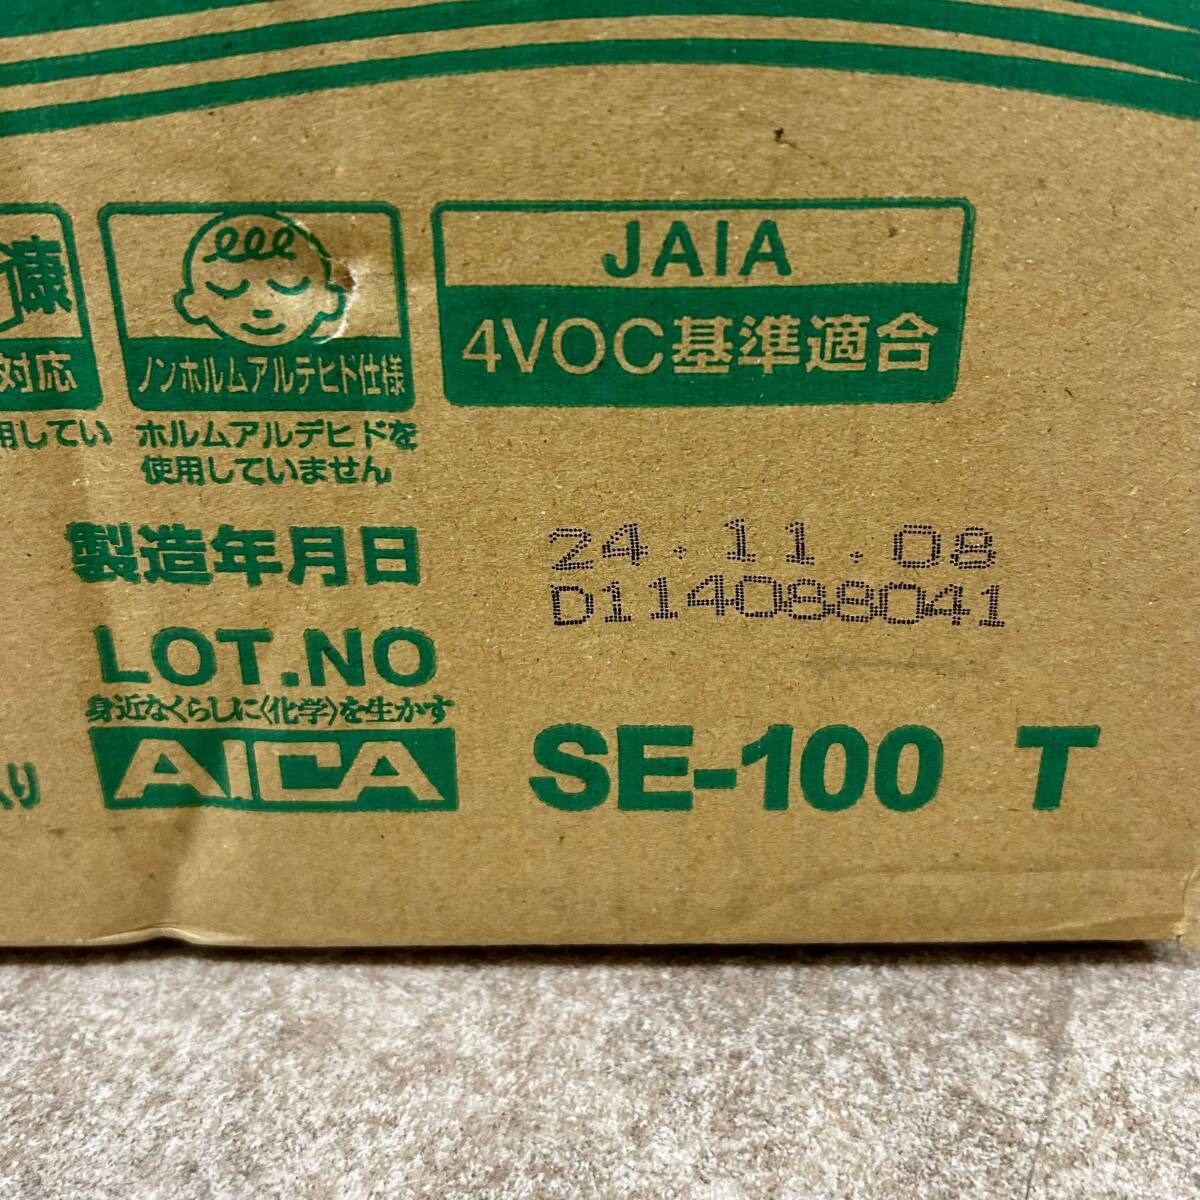 JAIA
4VOC基準適合
対応
ノンホルムアルデヒド仕様
用してい
ホルムアルデヒドを
使用していません
製造年月日
24.11.08
D114088041
LOT.NO
身近なくらしに〈化学〉を生かす
入り
AICA
SE-100 T